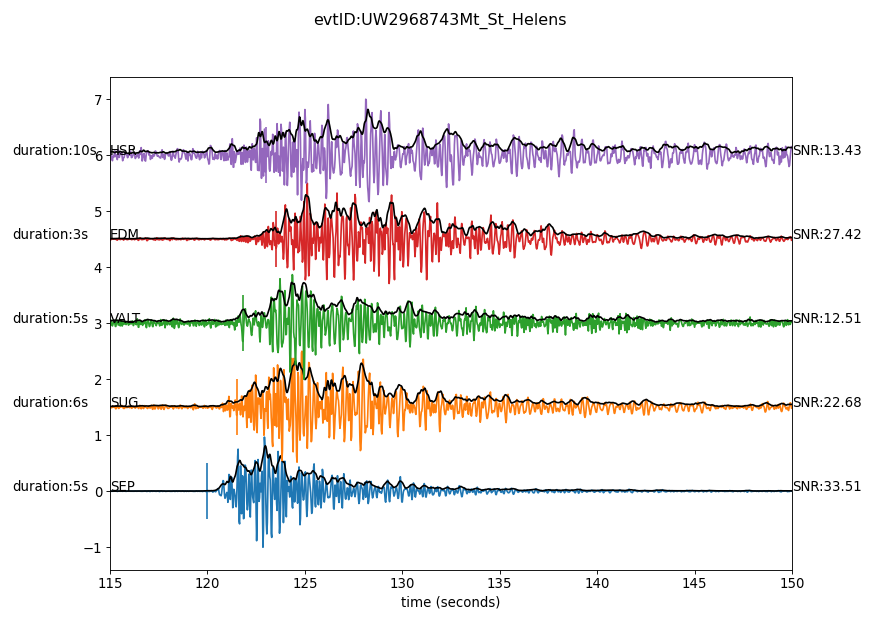 evtID:UW2968743Mt_St_Helens
7
duration:10s HSR SNR:13.43
6
5
duration:3s EDM SNR:27.42
4
duration:5s VALT SNR:12.51
3
2
duration:6s SUG SNR:22.68
1
duration:5s SEP SNR:33.51
0
−1
115 120 125 130 135 140 145 150
time (seconds)